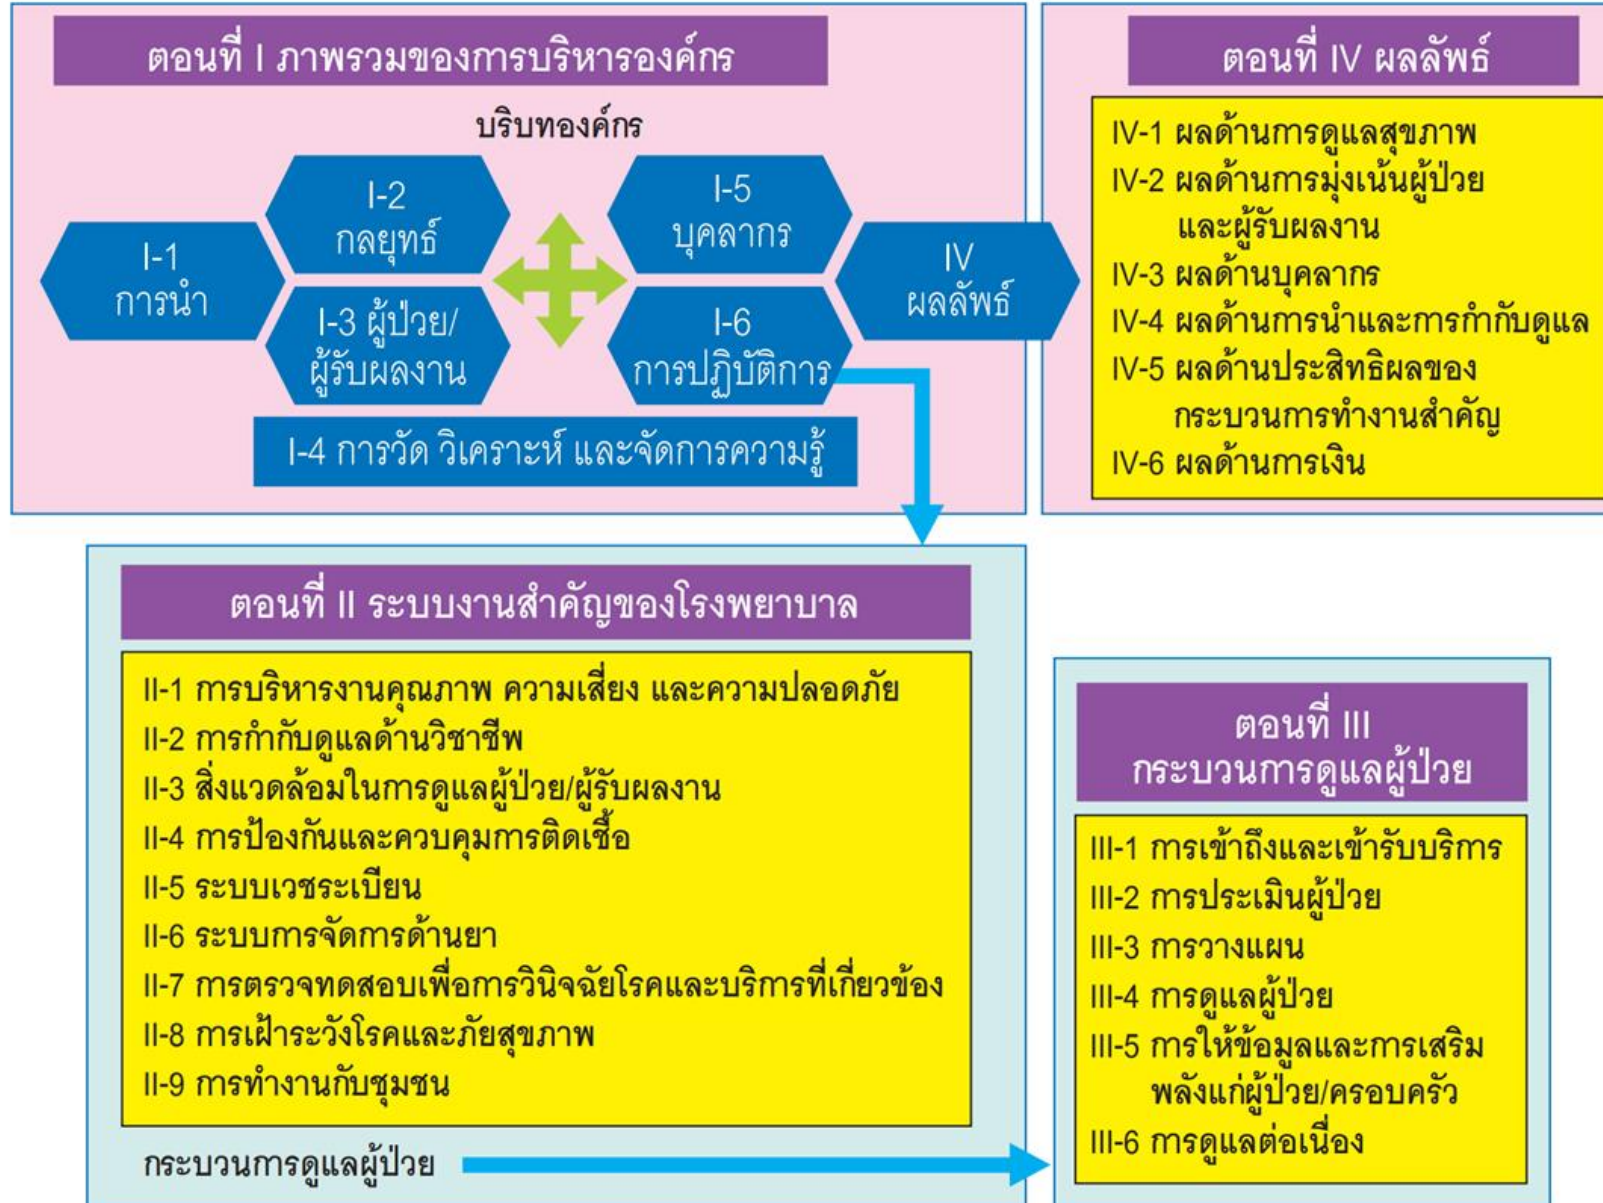 ตอนที่ I ภาพรวมของการบริหารองค์กร
บริบทองค์กร
I-1
การนำ
I-2
กลยุทธ์
I-3 ผู้ป่วย/
ผู้รับผลงาน
I-5
บุคลากร
I-6
การปฏิบัติการ
IV
ผลลัพธ์
I-4 การวัด วิเคราะห์ และจัดการความรู้
ตอนที่ IV ผลลัพธ์
IV-1 ผลด้านการดูแลสุขภาพ
IV-2 ผลด้านการมุ่งเน้นผู้ป่วย
และผู้รับผลงาน
IV-3 ผลด้านบุคลากร
IV-4 ผลด้านการนำและการกำกับดูแล
IV-5 ผลด้านประสิทธิผลของ
กระบวนการทำงานสำคัญ
IV-6 ผลด้านการเงิน
ตอนที่ II ระบบงานสำคัญของโรงพยาบาล
II-1 การบริหารงานคุณภาพ ความเสี่ยง และความปลอดภัย
II-2 การกำกับดูแลด้านวิชาชีพ
II-3 สิ่งแวดล้อมในการดูแลผู้ป่วย/ผู้รับผลงาน
II-4 การป้องกันและควบคุมการติดเชื้อ
II-5 ระบบเวชระเบียน
II-6 ระบบการจัดการด้านยา
II-7 การตรวจทดสอบเพื่อการวินิจฉัยโรคและบริการที่เกี่ยวข้อง
II-8 การเฝ้าระวังโรคและภัยสุขภาพ
II-9 การทำงานกับชุมชน
กระบวนการดูแลผู้ป่วย
ตอนที่ III
กระบวนการดูแลผู้ป่วย
III-1 การเข้าถึงและเข้ารับบริการ
III-2 การประเมินผู้ป่วย
III-3 การวางแผน
III-4 การดูแลผู้ป่วย
III-5 การให้ข้อมูลและการเสริม
พลังแก่ผู้ป่วย/ครอบครัว
III-6 การดูแลต่อเนื่อง